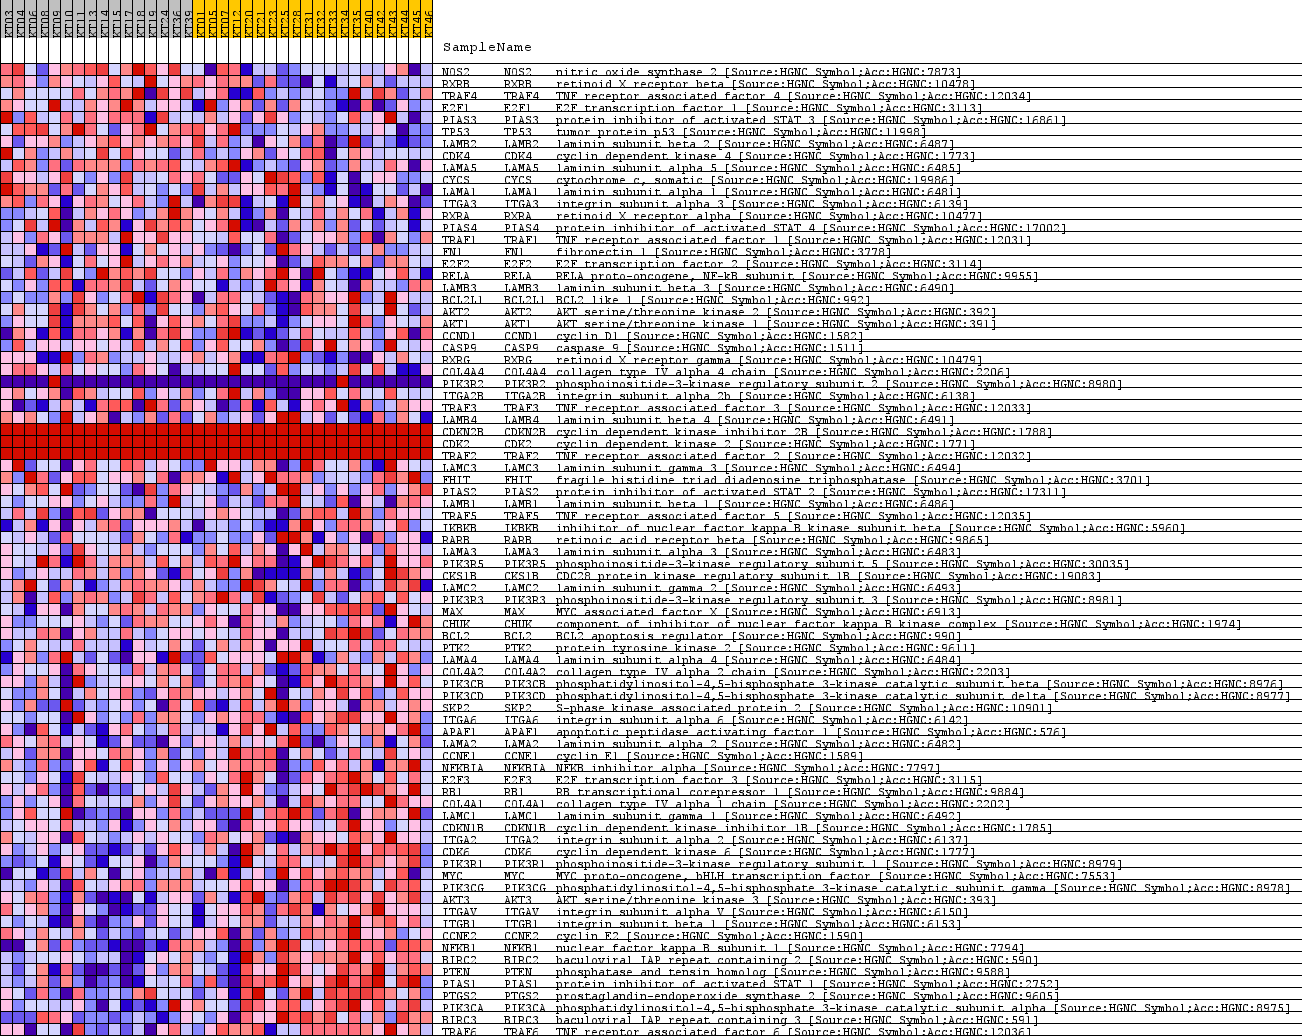 KT03 KT04 KT06 KT08 KT09 KT10 KT11 KT13 KT14 KT15 KT17 KT18 KT19 KT24 KT36 KT39 KT01 KT05 KT07 KT12 KT20 KT21 KT23 KT25 KT28 KT31 KT32 KT33 KT34 KT35 KT40 KT42 KT43 KT44 KT45 KT46
SampleName
NOS2 NOS2 nitric oxide synthase 2 [Source:HGNC Symbol;Acc:HGNC:7873]
RXRB RXRB retinoid X receptor beta [Source:HGNC Symbol;Acc:HGNC:10478]
TRAF4 TRAF4 TNF receptor associated factor 4 [Source:HGNC Symbol;Acc:HGNC:12034]
E2F1 E2F1 E2F transcription factor 1 [Source:HGNC Symbol;Acc:HGNC:3113]
PIAS3 PIAS3 protein inhibitor of activated STAT 3 [Source:HGNC Symbol;Acc:HGNC:16861]
TP53 TP53 tumor protein p53 [Source:HGNC Symbol;Acc:HGNC:11998]
LAMB2 LAMB2 laminin subunit beta 2 [Source:HGNC Symbol;Acc:HGNC:6487]
CDK4 CDK4 cyclin dependent kinase 4 [Source:HGNC Symbol;Acc:HGNC:1773]
LAMA5 LAMA5 laminin subunit alpha 5 [Source:HGNC Symbol;Acc:HGNC:6485]
CYCS CYCS cytochrome c, somatic [Source:HGNC Symbol;Acc:HGNC:19986]
LAMA1 LAMA1 laminin subunit alpha 1 [Source:HGNC Symbol;Acc:HGNC:6481]
ITGA3 ITGA3 integrin subunit alpha 3 [Source:HGNC Symbol;Acc:HGNC:6139]
RXRA RXRA retinoid X receptor alpha [Source:HGNC Symbol;Acc:HGNC:10477]
PIAS4 PIAS4 protein inhibitor of activated STAT 4 [Source:HGNC Symbol;Acc:HGNC:17002]
TRAF1 TRAF1 TNF receptor associated factor 1 [Source:HGNC Symbol;Acc:HGNC:12031]
FN1 FN1 fibronectin 1 [Source:HGNC Symbol;Acc:HGNC:3778]
E2F2 E2F2 E2F transcription factor 2 [Source:HGNC Symbol;Acc:HGNC:3114]
RELA RELA RELA proto-oncogene, NF-kB subunit [Source:HGNC Symbol;Acc:HGNC:9955]
LAMB3 LAMB3 laminin subunit beta 3 [Source:HGNC Symbol;Acc:HGNC:6490]
BCL2L1 BCL2L1 BCL2 like 1 [Source:HGNC Symbol;Acc:HGNC:992]
AKT2 AKT2 AKT serine/threonine kinase 2 [Source:HGNC Symbol;Acc:HGNC:392]
AKT1 AKT1 AKT serine/threonine kinase 1 [Source:HGNC Symbol;Acc:HGNC:391]
CCND1 CCND1 cyclin D1 [Source:HGNC Symbol;Acc:HGNC:1582]
CASP9 CASP9 caspase 9 [Source:HGNC Symbol;Acc:HGNC:1511]
RXRG RXRG retinoid X receptor gamma [Source:HGNC Symbol;Acc:HGNC:10479]
COL4A4 COL4A4 collagen type IV alpha 4 chain [Source:HGNC Symbol;Acc:HGNC:2206]
PIK3R2 PIK3R2 phosphoinositide-3-kinase regulatory subunit 2 [Source:HGNC Symbol;Acc:HGNC:8980]
ITGA2B ITGA2B integrin subunit alpha 2b [Source:HGNC Symbol;Acc:HGNC:6138]
TRAF3 TRAF3 TNF receptor associated factor 3 [Source:HGNC Symbol;Acc:HGNC:12033]
LAMB4 LAMB4 laminin subunit beta 4 [Source:HGNC Symbol;Acc:HGNC:6491]
CDKN2B CDKN2B cyclin dependent kinase inhibitor 2B [Source:HGNC Symbol;Acc:HGNC:1788]
CDK2 CDK2 cyclin dependent kinase 2 [Source:HGNC Symbol;Acc:HGNC:1771]
TRAF2 TRAF2 TNF receptor associated factor 2 [Source:HGNC Symbol;Acc:HGNC:12032]
LAMC3 LAMC3 laminin subunit gamma 3 [Source:HGNC Symbol;Acc:HGNC:6494]
FHIT FHIT fragile histidine triad diadenosine triphosphatase [Source:HGNC Symbol;Acc:HGNC:3701]
PIAS2 PIAS2 protein inhibitor of activated STAT 2 [Source:HGNC Symbol;Acc:HGNC:17311]
LAMB1 LAMB1 laminin subunit beta 1 [Source:HGNC Symbol;Acc:HGNC:6486]
TRAF5 TRAF5 TNF receptor associated factor 5 [Source:HGNC Symbol;Acc:HGNC:12035]
IKBKB IKBKB inhibitor of nuclear factor kappa B kinase subunit beta [Source:HGNC Symbol;Acc:HGNC:5960]
RARB RARB retinoic acid receptor beta [Source:HGNC Symbol;Acc:HGNC:9865]
LAMA3 LAMA3 laminin subunit alpha 3 [Source:HGNC Symbol;Acc:HGNC:6483]
PIK3R5 PIK3R5 phosphoinositide-3-kinase regulatory subunit 5 [Source:HGNC Symbol;Acc:HGNC:30035]
CKS1B CKS1B CDC28 protein kinase regulatory subunit 1B [Source:HGNC Symbol;Acc:HGNC:19083]
LAMC2 LAMC2 laminin subunit gamma 2 [Source:HGNC Symbol;Acc:HGNC:6493]
PIK3R3 PIK3R3 phosphoinositide-3-kinase regulatory subunit 3 [Source:HGNC Symbol;Acc:HGNC:8981]
MAX MAX MYC associated factor X [Source:HGNC Symbol;Acc:HGNC:6913]
CHUK CHUK component of inhibitor of nuclear factor kappa B kinase complex [Source:HGNC Symbol;Acc:HGNC:1974]
BCL2 BCL2 BCL2 apoptosis regulator [Source:HGNC Symbol;Acc:HGNC:990]
PTK2 PTK2 protein tyrosine kinase 2 [Source:HGNC Symbol;Acc:HGNC:9611]
LAMA4 LAMA4 laminin subunit alpha 4 [Source:HGNC Symbol;Acc:HGNC:6484]
COL4A2 COL4A2 collagen type IV alpha 2 chain [Source:HGNC Symbol;Acc:HGNC:2203]
PIK3CB PIK3CB phosphatidylinositol-4,5-bisphosphate 3-kinase catalytic subunit beta [Source:HGNC Symbol;Acc:HGNC:8976]
PIK3CD PIK3CD phosphatidylinositol-4,5-bisphosphate 3-kinase catalytic subunit delta [Source:HGNC Symbol;Acc:HGNC:8977]
SKP2 SKP2 S-phase kinase associated protein 2 [Source:HGNC Symbol;Acc:HGNC:10901]
ITGA6 ITGA6 integrin subunit alpha 6 [Source:HGNC Symbol;Acc:HGNC:6142]
APAF1 APAF1 apoptotic peptidase activating factor 1 [Source:HGNC Symbol;Acc:HGNC:576]
LAMA2 LAMA2 laminin subunit alpha 2 [Source:HGNC Symbol;Acc:HGNC:6482]
CCNE1 CCNE1 cyclin E1 [Source:HGNC Symbol;Acc:HGNC:1589]
NFKBIA NFKBIA NFKB inhibitor alpha [Source:HGNC Symbol;Acc:HGNC:7797]
E2F3 E2F3 E2F transcription factor 3 [Source:HGNC Symbol;Acc:HGNC:3115]
RB1 RB1 RB transcriptional corepressor 1 [Source:HGNC Symbol;Acc:HGNC:9884]
COL4A1 COL4A1 collagen type IV alpha 1 chain [Source:HGNC Symbol;Acc:HGNC:2202]
LAMC1 LAMC1 laminin subunit gamma 1 [Source:HGNC Symbol;Acc:HGNC:6492]
CDKN1B CDKN1B cyclin dependent kinase inhibitor 1B [Source:HGNC Symbol;Acc:HGNC:1785]
ITGA2 ITGA2 integrin subunit alpha 2 [Source:HGNC Symbol;Acc:HGNC:6137]
CDK6 CDK6 cyclin dependent kinase 6 [Source:HGNC Symbol;Acc:HGNC:1777]
PIK3R1 PIK3R1 phosphoinositide-3-kinase regulatory subunit 1 [Source:HGNC Symbol;Acc:HGNC:8979]
MYC MYC MYC proto-oncogene, bHLH transcription factor [Source:HGNC Symbol;Acc:HGNC:7553]
PIK3CG PIK3CG phosphatidylinositol-4,5-bisphosphate 3-kinase catalytic subunit gamma [Source:HGNC Symbol;Acc:HGNC:8978]
AKT3 AKT3 AKT serine/threonine kinase 3 [Source:HGNC Symbol;Acc:HGNC:393]
ITGAV ITGAV integrin subunit alpha V [Source:HGNC Symbol;Acc:HGNC:6150]
ITGB1 ITGB1 integrin subunit beta 1 [Source:HGNC Symbol;Acc:HGNC:6153]
CCNE2 CCNE2 cyclin E2 [Source:HGNC Symbol;Acc:HGNC:1590]
NFKB1 NFKB1 nuclear factor kappa B subunit 1 [Source:HGNC Symbol;Acc:HGNC:7794]
BIRC2 BIRC2 baculoviral IAP repeat containing 2 [Source:HGNC Symbol;Acc:HGNC:590]
PTEN PTEN phosphatase and tensin homolog [Source:HGNC Symbol;Acc:HGNC:9588]
PIAS1 PIAS1 protein inhibitor of activated STAT 1 [Source:HGNC Symbol;Acc:HGNC:2752]
PTGS2 PTGS2 prostaglandin-endoperoxide synthase 2 [Source:HGNC Symbol;Acc:HGNC:9605]
PIK3CA PIK3CA phosphatidylinositol-4,5-bisphosphate 3-kinase catalytic subunit alpha [Source:HGNC Symbol;Acc:HGNC:8975]
BIRC3 BIRC3 baculoviral IAP repeat containing 3 [Source:HGNC Symbol;Acc:HGNC:591]
TRAF6 TRAF6 TNF receptor associated factor 6 [Source:HGNC Symbol;Acc:HGNC:12036]